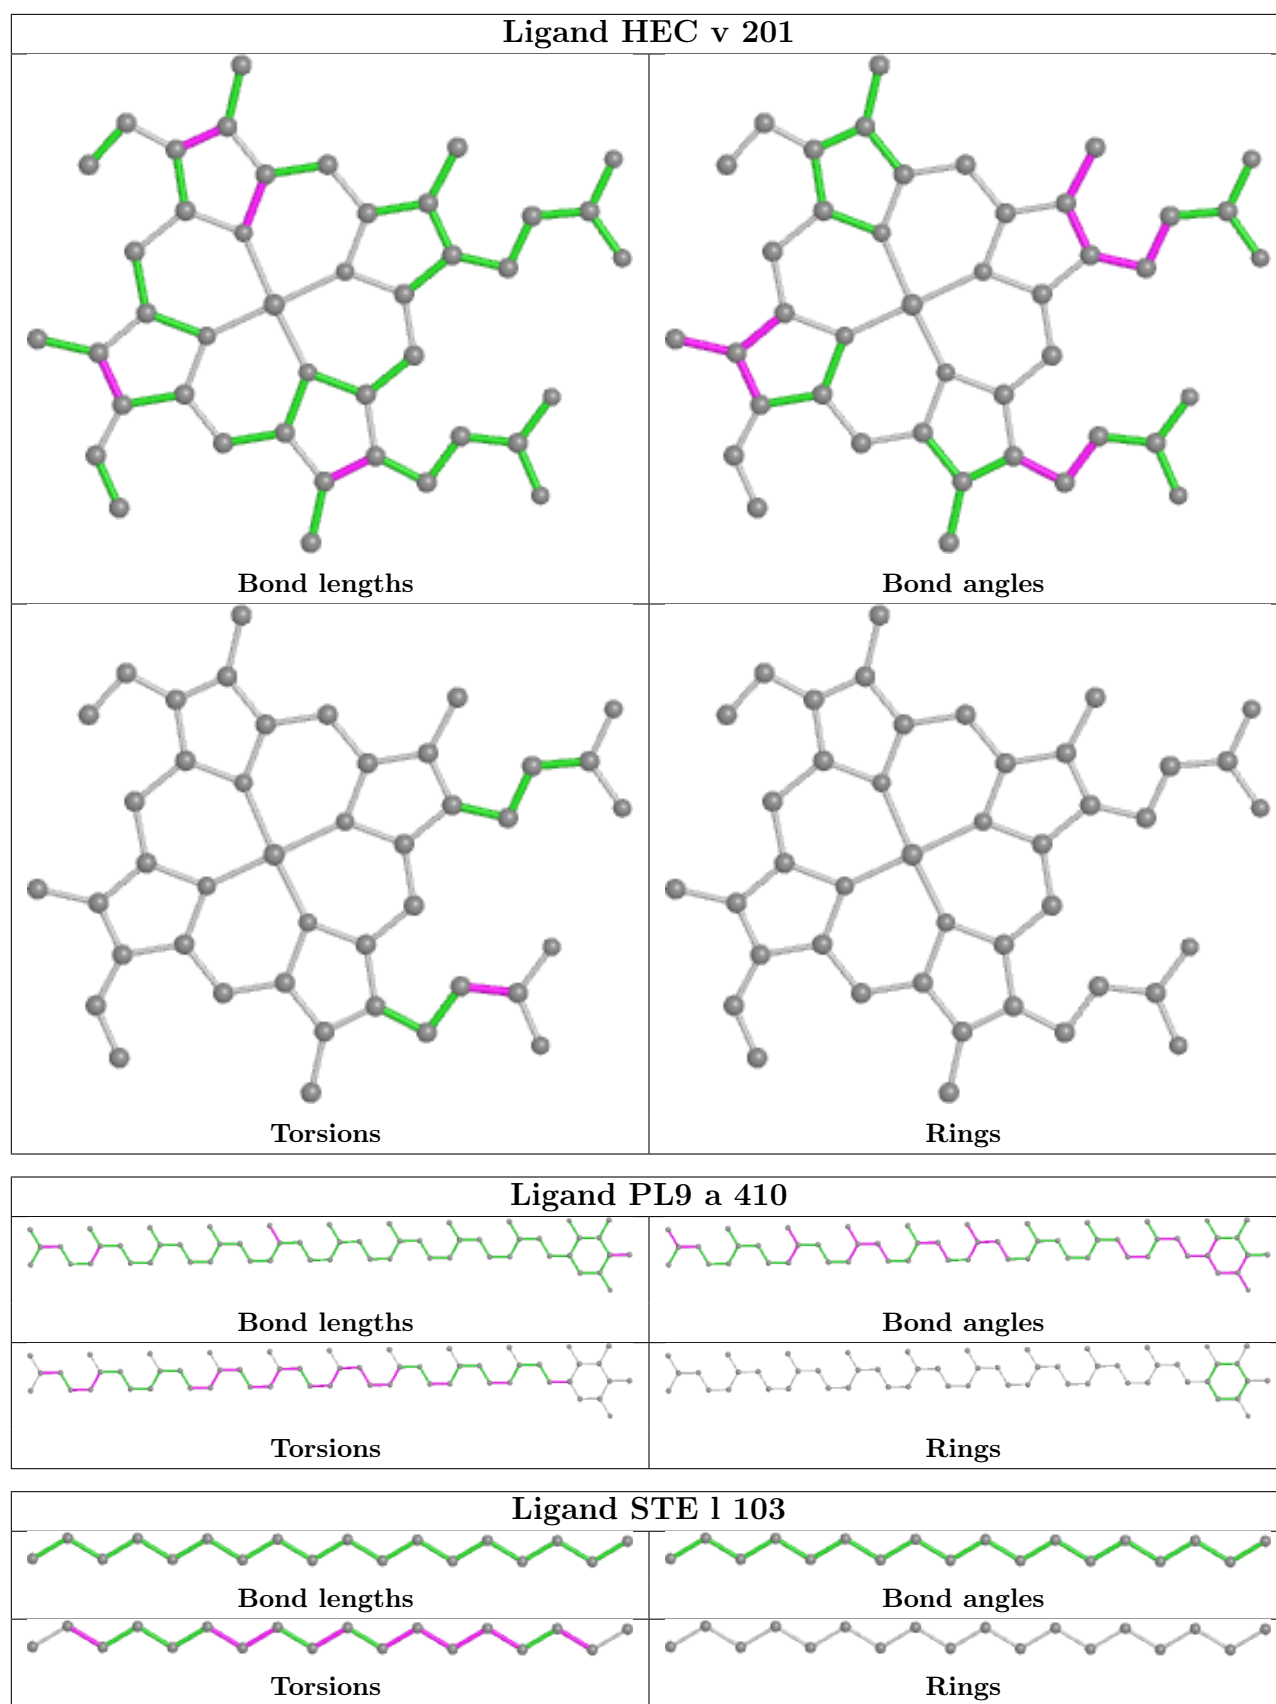 Ligand HEC v 201
Bond lengths
Bond angles
Torsions
Rings
Ligand PL9 a 410
Bond lengths
Bond angles
Torsions
Rings
Ligand STE l 103
Bond lengths
Bond angles
Torsions
Rings